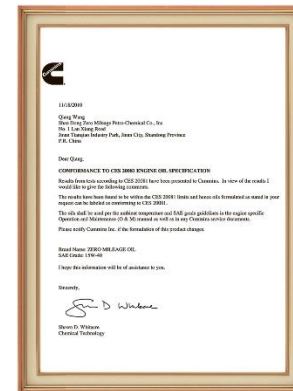 Cummins
11/18/2010
Qiang Wang
Shan Dong Zero Mileage Petro-Chemical Co., Inc
No. 1 Lan Xiang Road
Jinan Tianqiao Industry Park, Jinan City, Shandong Province
P.R. China
Dear Qiang,
CONFORMANCE TO CES 20081 ENGINE OIL SPECIFICATION
Results from tests according to CES 20081 have been presented to Cummins. In view of the results I
would like to give the following comments.
The results have been found to be within the CES 20081 limits and hence oils formulated as stated in your
request can be labeled as conforming to CES 20081.
The oils shall be used per the ambient temperature and SAE grade guidelines in the engine specific
Operation and Maintenance (O & M) manual as well as in any Cummins service documents.
Please notify Cummins Inc. if the formulation of this product changes.
Brand Name: ZERO MILEAGE OIL
SAE Grade: 15W-40
I hope this information will be of assistance to you.
Sincerely,
Shawn D. Whitacre
Chemical Technology